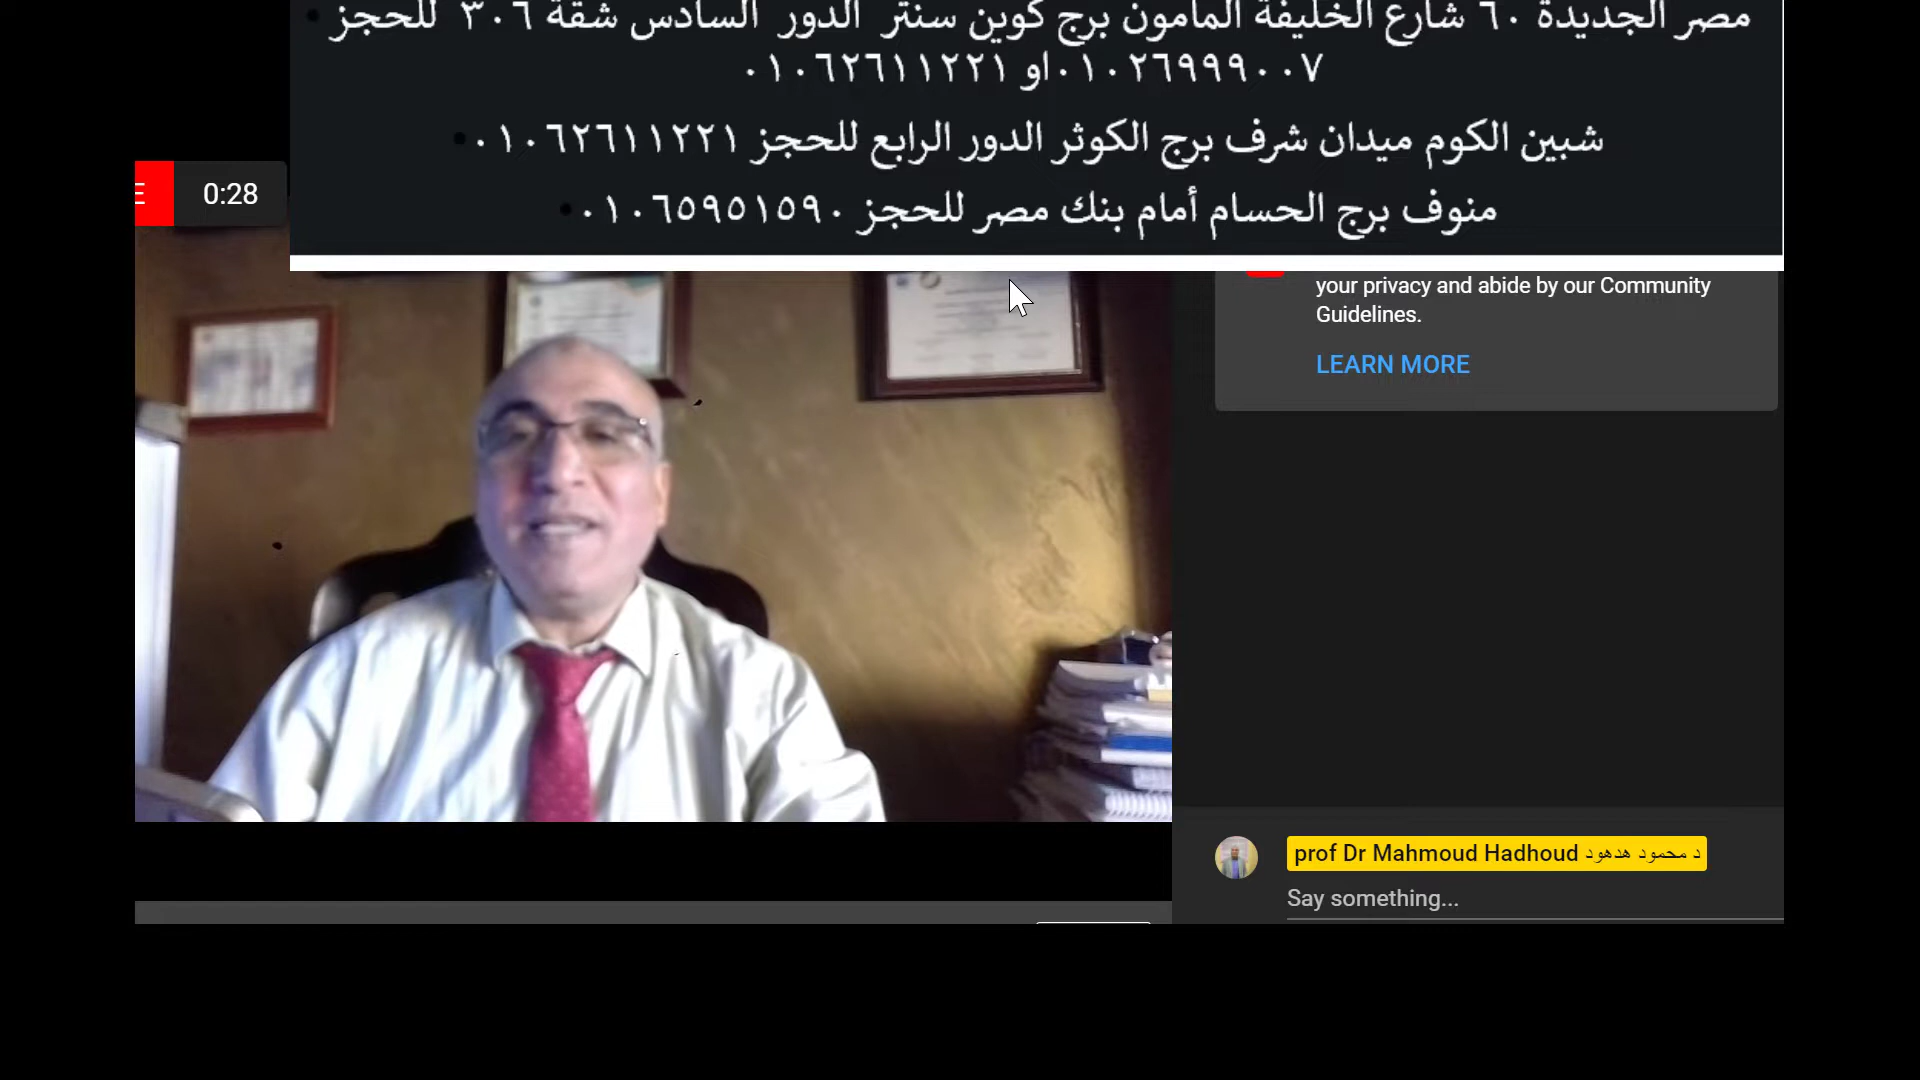 مصر الجديدة ٦٠ شارع الخليفة المامون برج كوين سنتر الدور السادس شقة ٣٠٦ للحجز
٠١٠٢٦٩٩٩٠٠٧او ٠١٠٦٢٦١١٢٢١
شبين الكوم ميدان شرف برج الكوثر الدور الرابع للحجز ٠١٠٦٢٦١١٢٢١
منوف برج الحسام أمام بنك مصر للحجز ٠١٠٦٥٩٥١٥٩٠
E 0:28
your privacy and abide by our Community
Guidelines.
LEARN MORE
prof Dr Mahmoud Hadhoud د محمود هدهود
Say something...